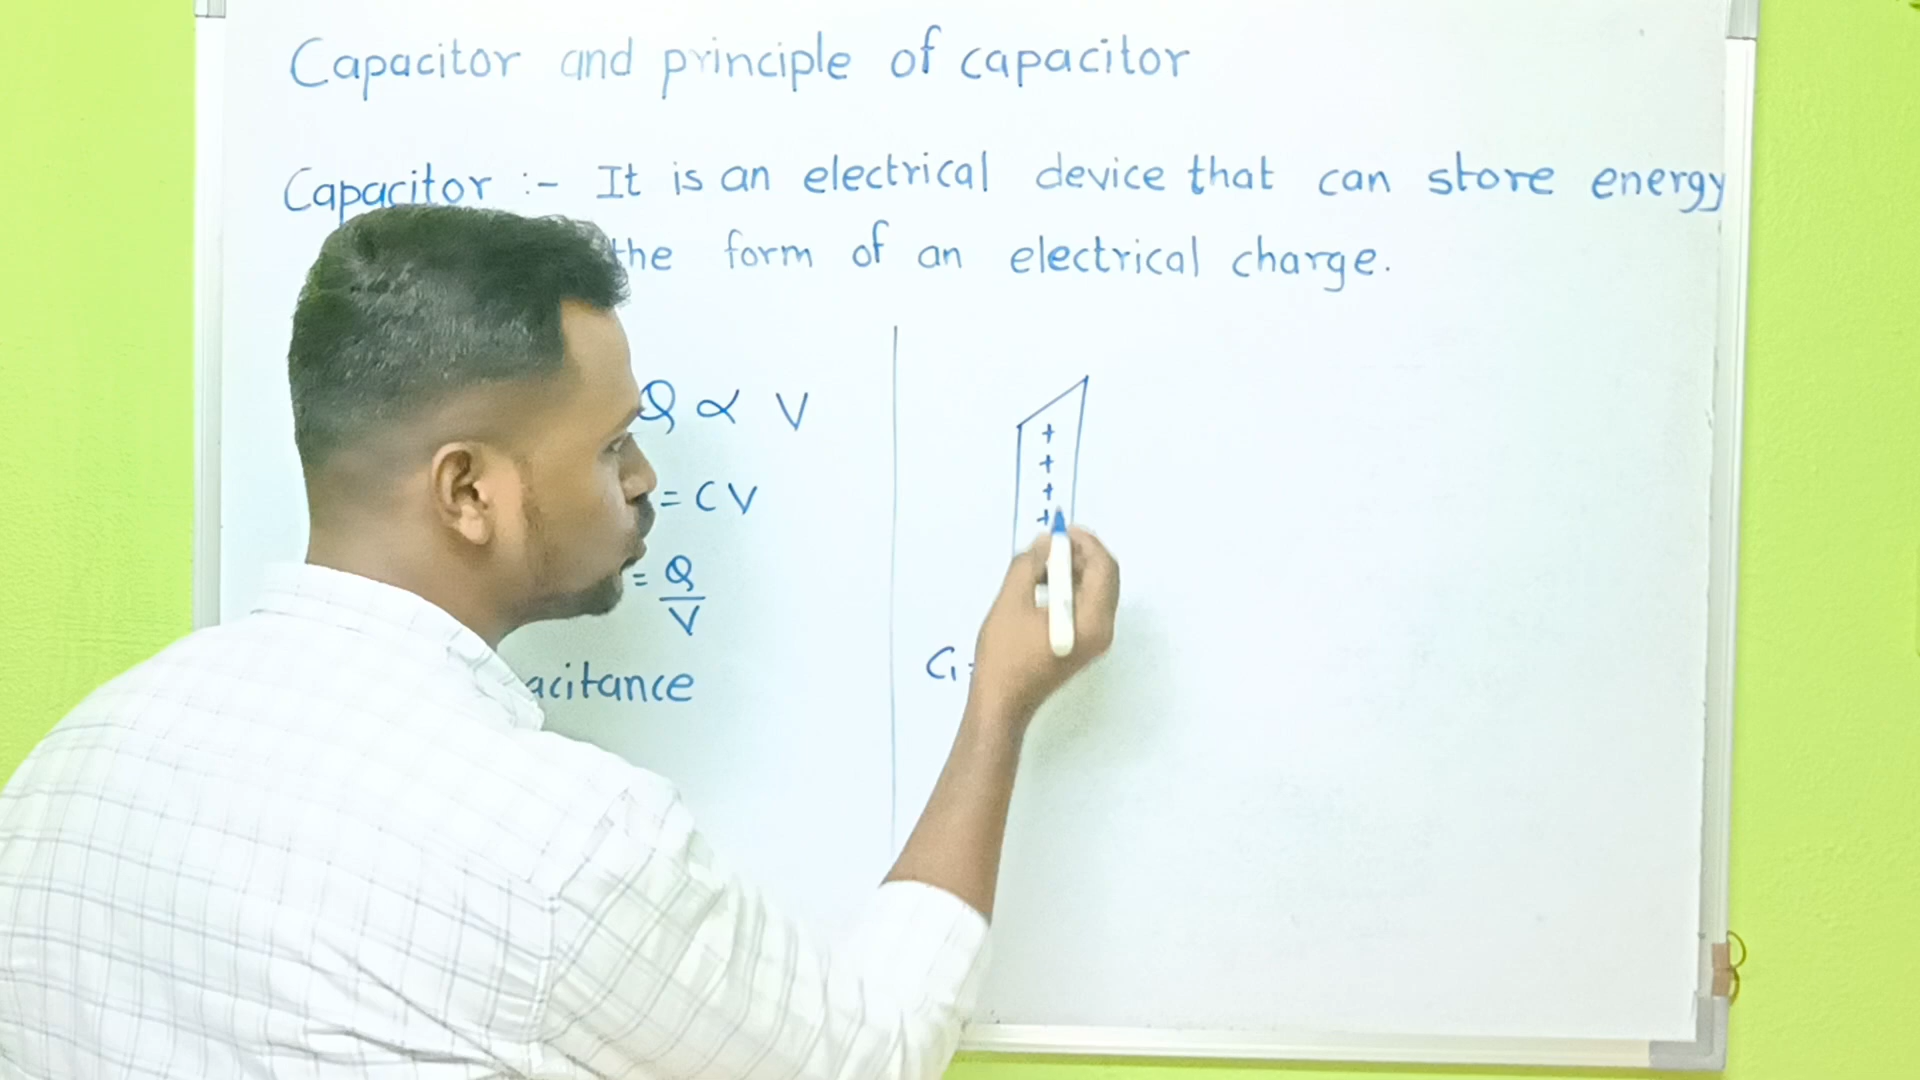 Capacitor and principle of capacitor
Capacitor :- It is an electrical device that can store energy
the form of an electrical charge.
Q ∝ V
= CV
= Q/V
acitance
+
+
+
+
C1